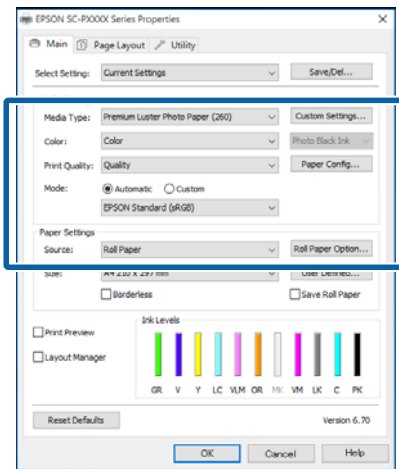 EPSON SC-PXXXX Series Properties
Main Page Layout Utility
Select Setting: Current Settings Save/Del...
Media Type: Premium Luster Photo Paper (260) Custom Settings...
Color: Color Photo Black Ink
Print Quality: Quality Paper Config...
Mode: Automatic Custom
EPSON Standard (sRGB)
Paper Settings
Source: Roll Paper Roll Paper Option...
Size: A4 210 x 297 mm User Defined...
Borderless Save Roll Paper
Print Preview
Layout Manager
Ink Levels
GR V Y LC VLM OR MK VM LK C PK
Reset Defaults Version 6.70
OK Cancel Help